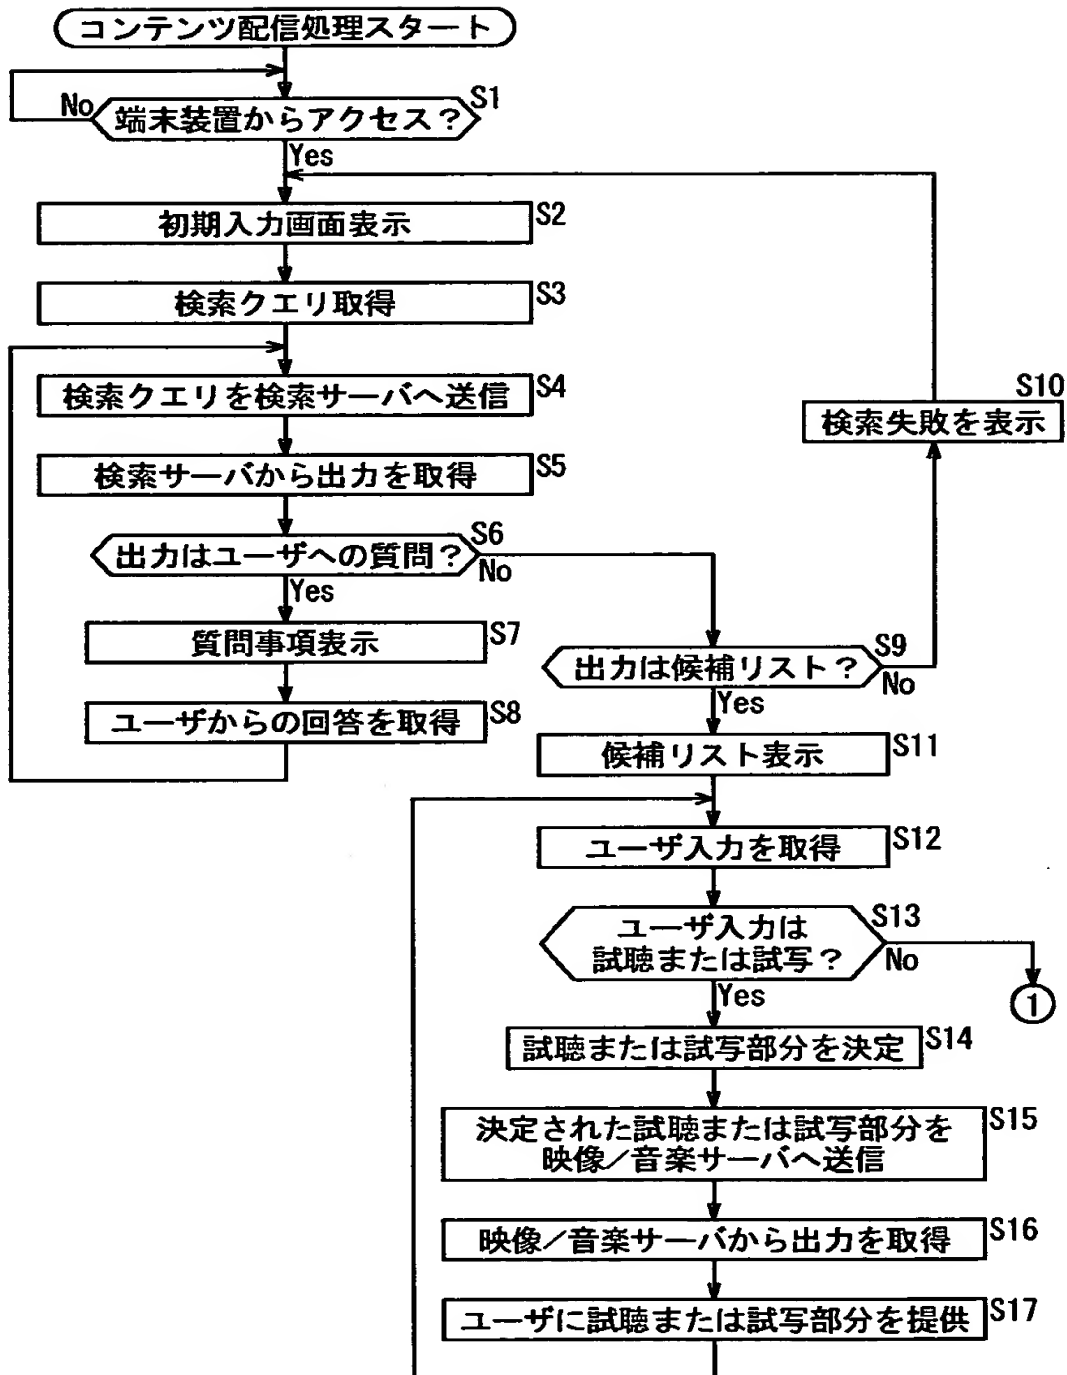 コンテンツ配信処理スタート
No
端末装置からアクセス？
S1
Yes
初期入力画面表示
S2
検索クエリ取得
S3
検索クエリを検索サーバへ送信
S4
検索サーバから出力を取得
S5
出力はユーザへの質問？
S6
No
Yes
質問事項表示
S7
ユーザからの回答を取得
S8
出力は候補リスト？
S9
No
Yes
S10
検索失敗を表示
候補リスト表示
S11
ユーザ入力を取得
S12
ユーザ入力は
試聴または試写？
S13
No
①
Yes
試聴または試写部分を決定
S14
決定された試聴または試写部分を
映像／音楽サーバへ送信
S15
映像／音楽サーバから出力を取得
S16
ユーザに試聴または試写部分を提供
S17